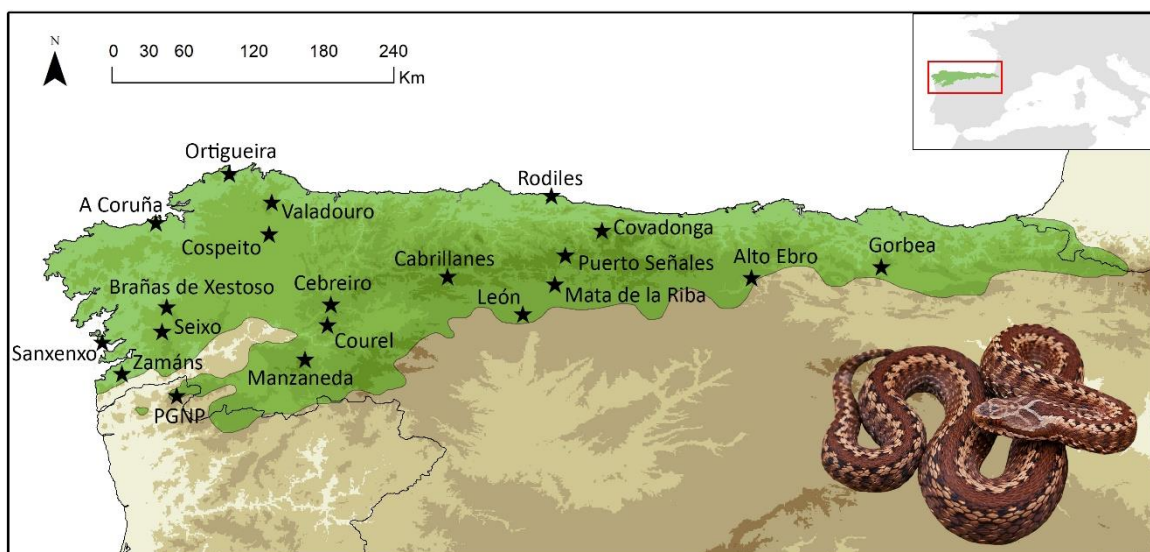 N
0 30 60 120 180 240
Km
Ortigueira
A Coruña
Valadouro
Cospeito
Rodiles
Covadonga
Cabrillanes
Puerto Señales
Alto Ebro
Gorbea
Brañas de Xestoso
Cebreiro
León
Mata de la Riba
Seixo
Courel
Sanxenxo
Zamáns
Manzaneda
PGNP